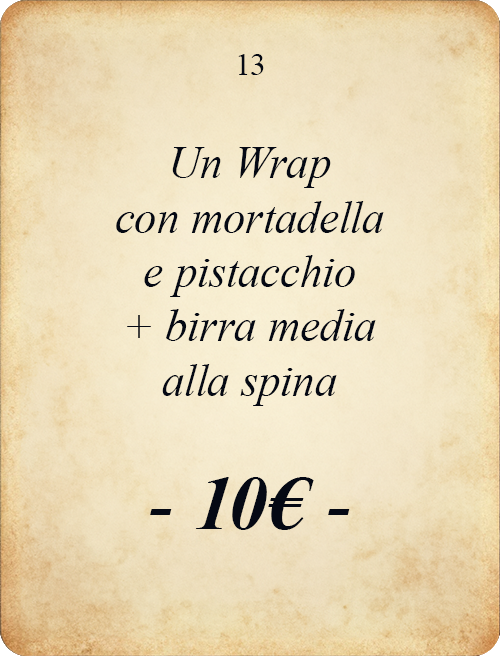 13
Un Wrap
con mortadella
e pistacchio
+ birra media
alla spina
- 10€ -